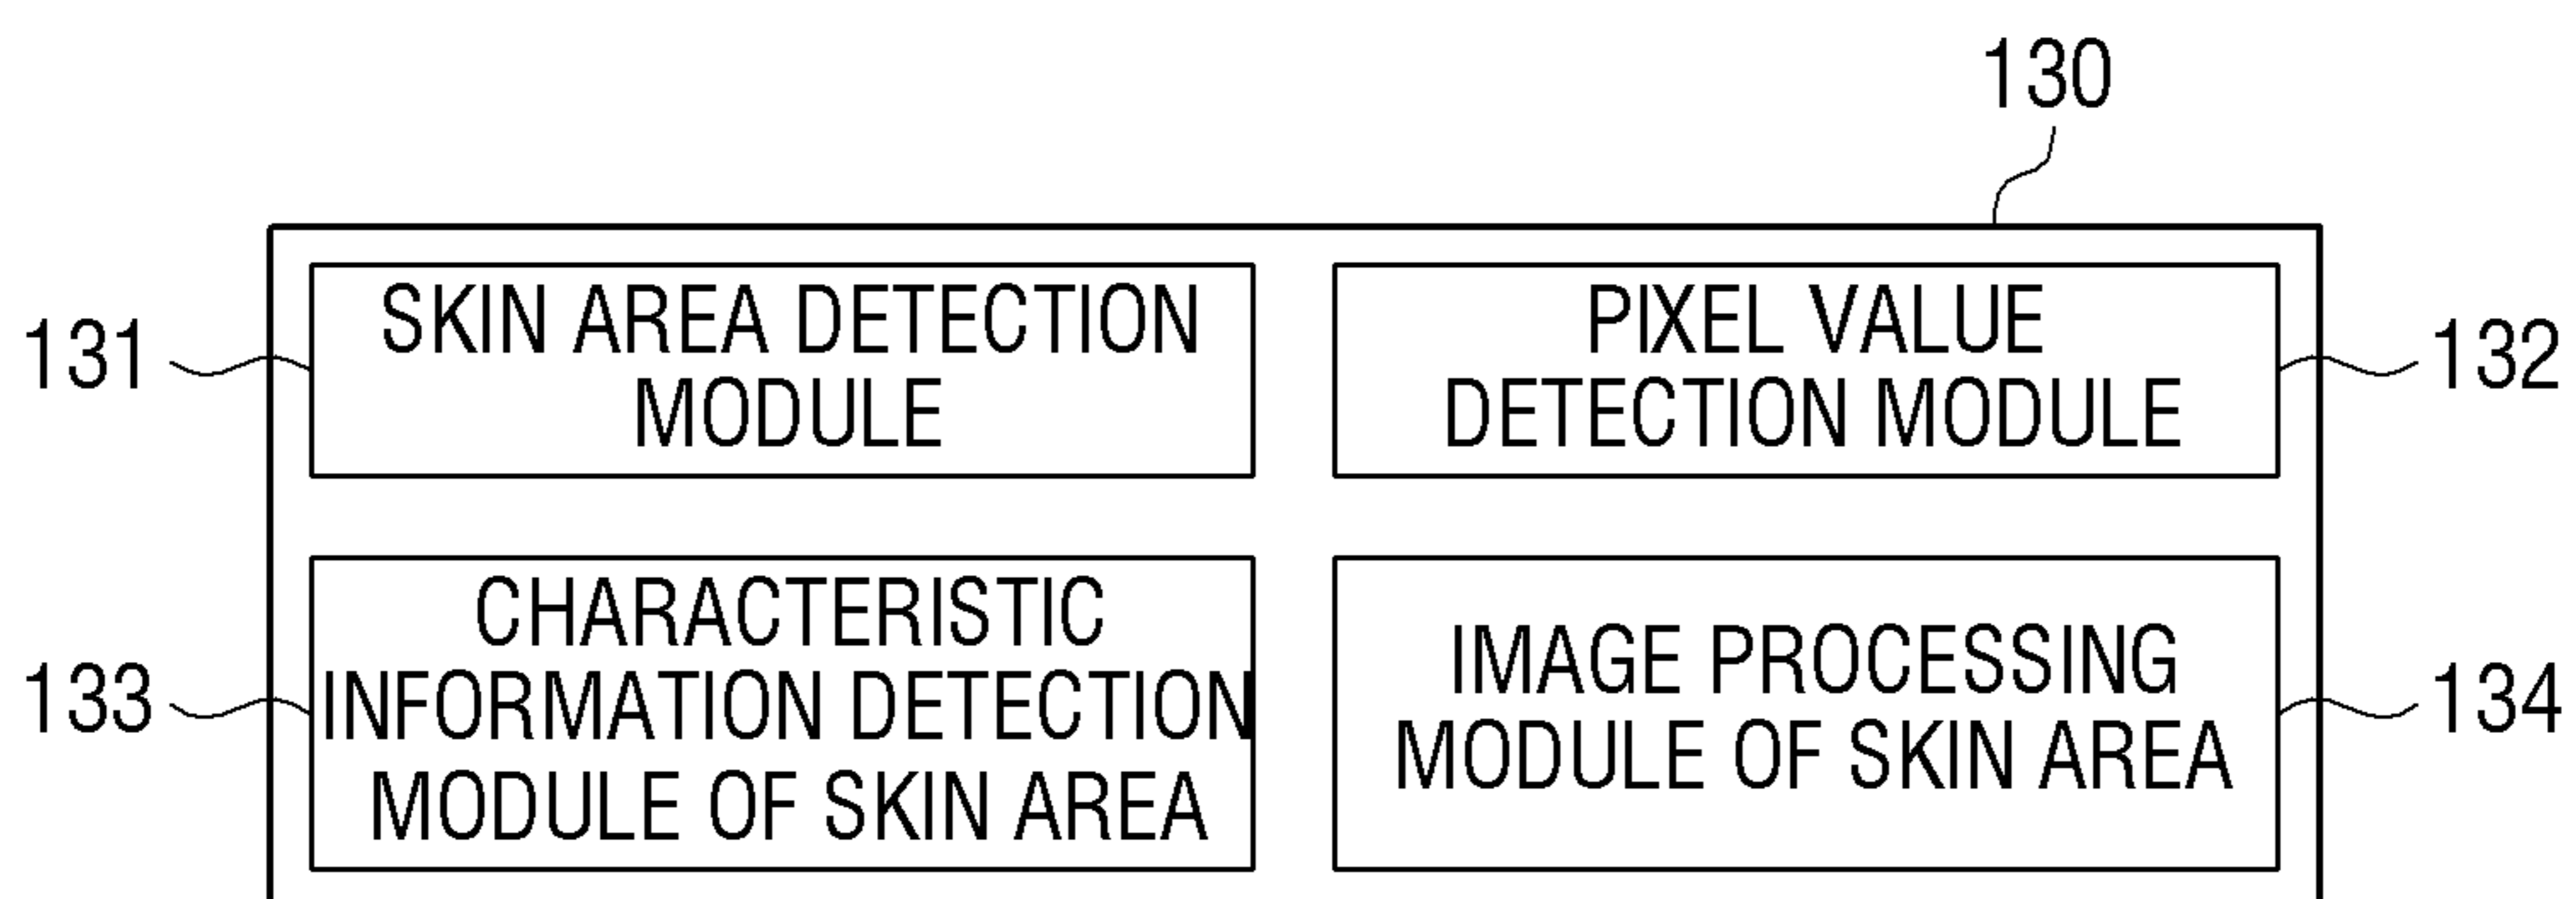 130
131
SKIN AREA DETECTION
MODULE
PIXEL VALUE
DETECTION MODULE
132
133
CHARACTERISTIC
INFORMATION DETECTION
MODULE OF SKIN AREA
IMAGE PROCESSING
MODULE OF SKIN AREA
134